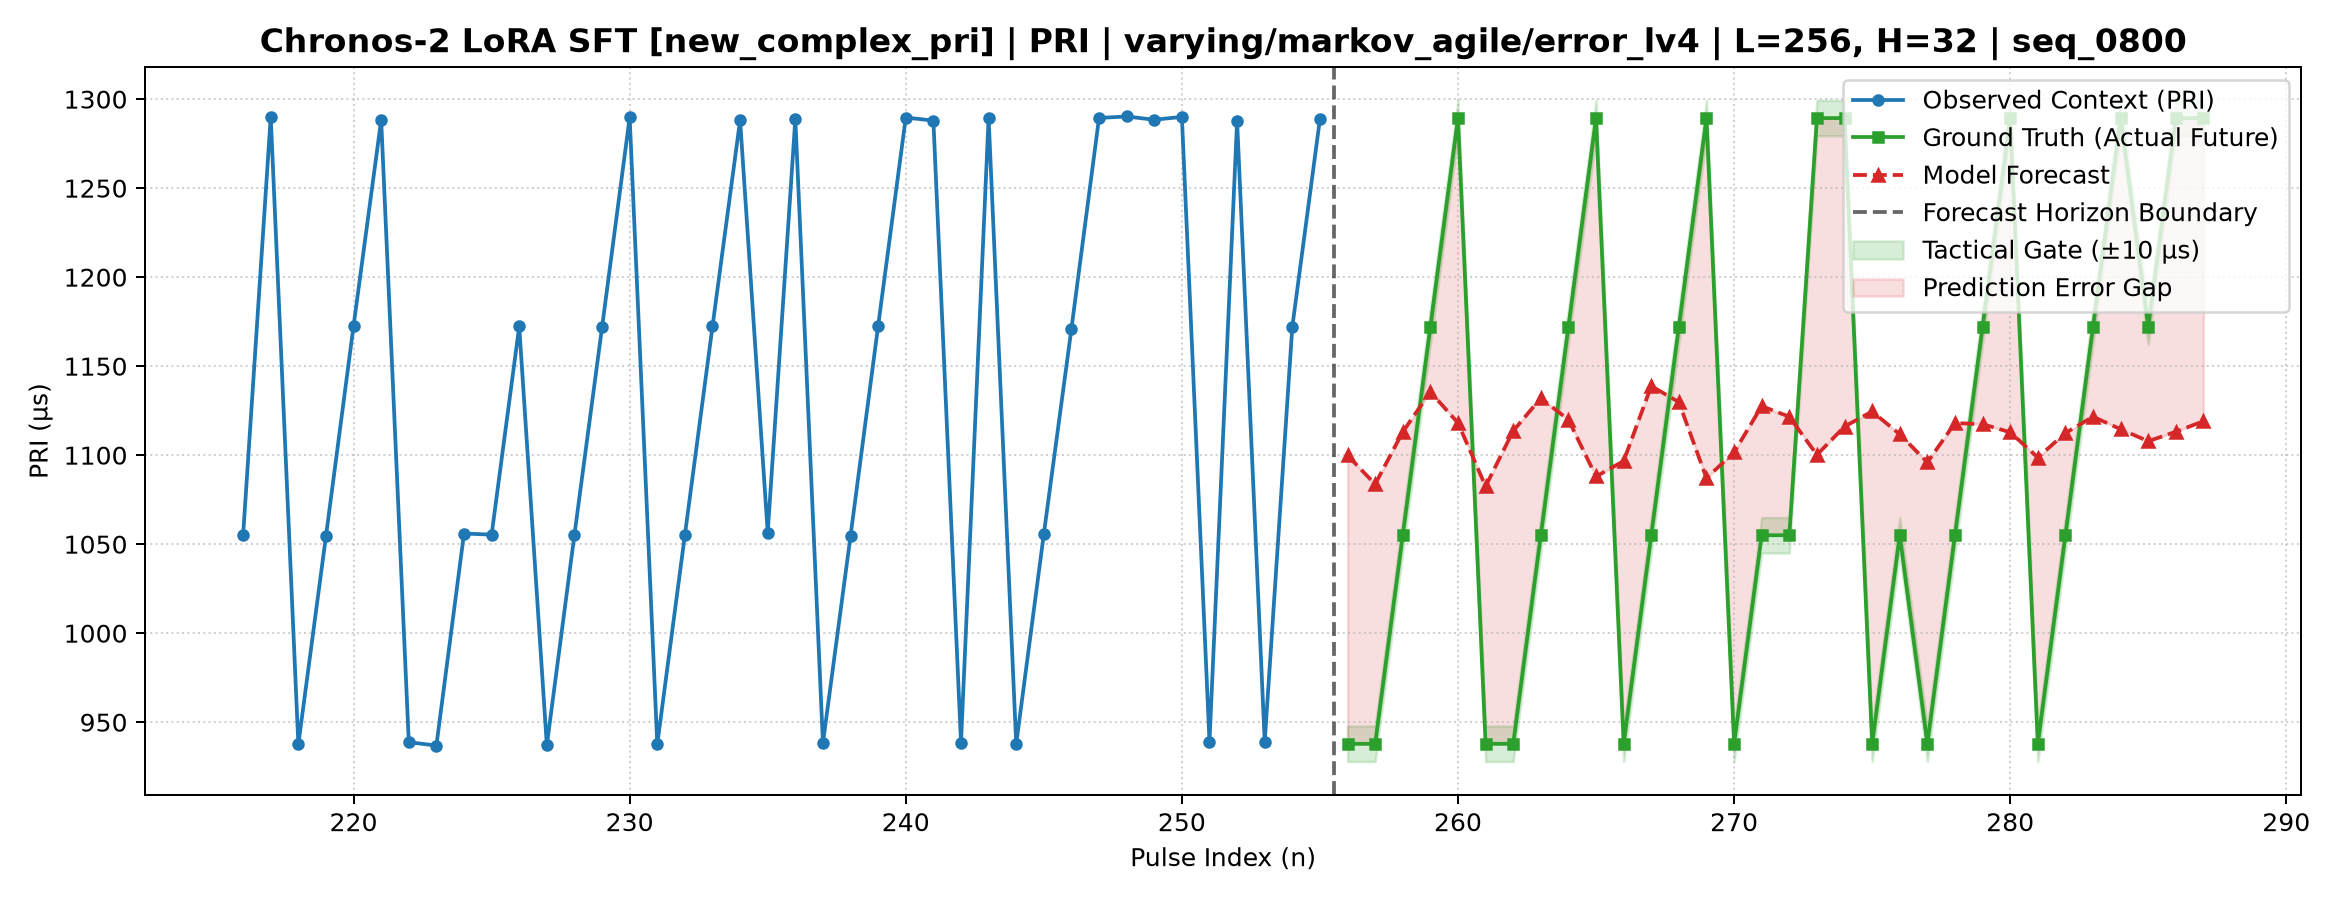 Chronos-2 LoRA SFT [new_complex_pri] | PRI | varying/markov_agile/error_lv4 | L=256, H=32 | seq_0800
PRI (µs)
1300
1250
1200
1150
1100
1050
1000
950
Observed Context (PRI)
Ground Truth (Actual Future)
Model Forecast
Forecast Horizon Boundary
Tactical Gate (±10 µs)
Prediction Error Gap
220
230
240
250
260
270
280
290
Pulse Index (n)